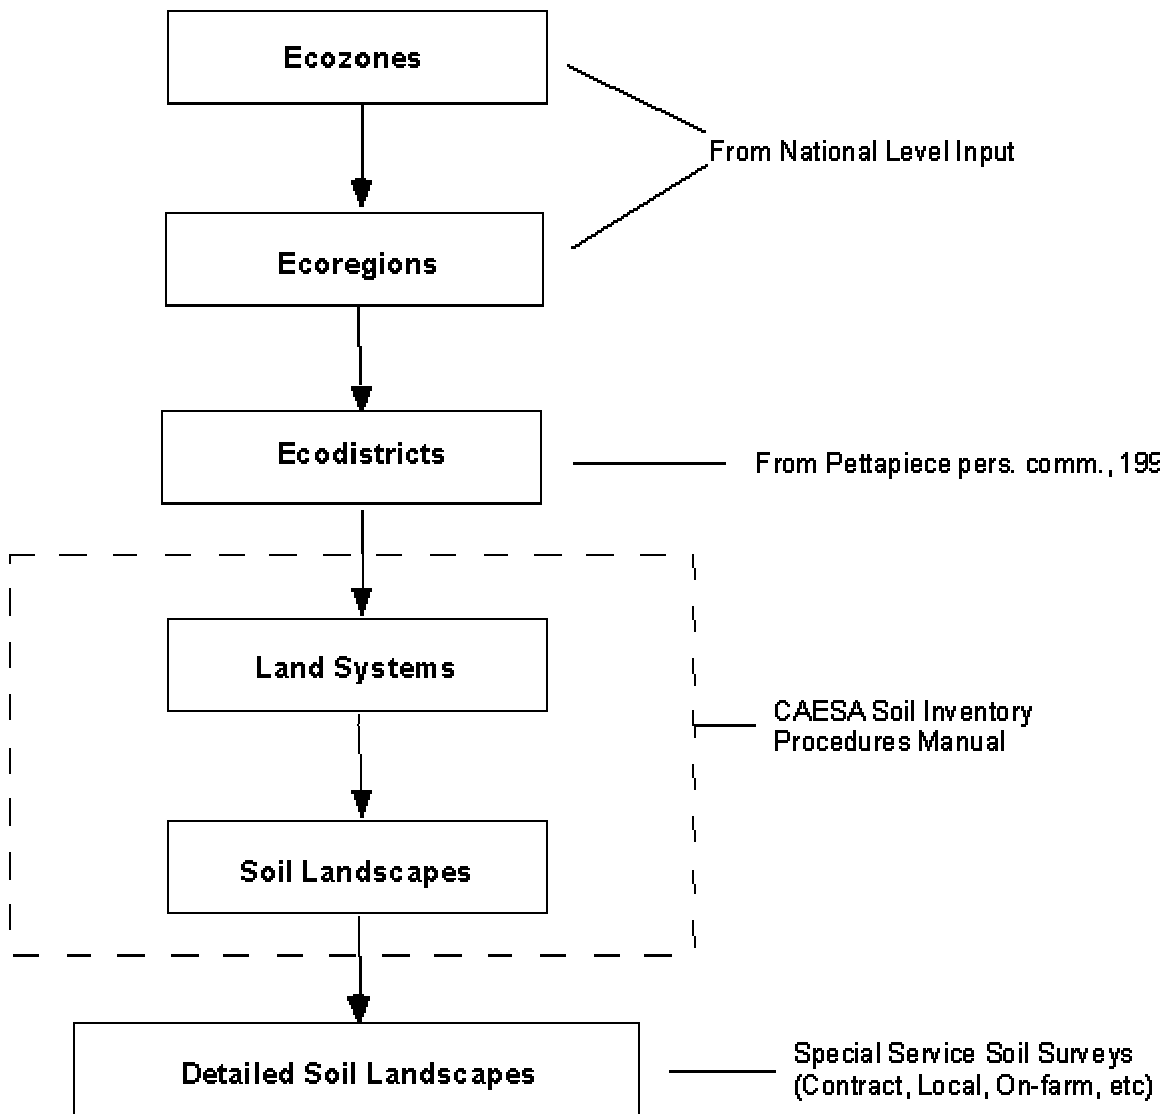 Ecozones
From National Level Input
Ecoregions
Ecodistricts
From Pettapiece pers. comm., 199
Land Systems
CAESA Soil Inventory
Procedures Manual
Soil Landscapes
Detailed Soil Landscapes
Special Service Soil Surveys
(Contract, Local, On-farm, etc)